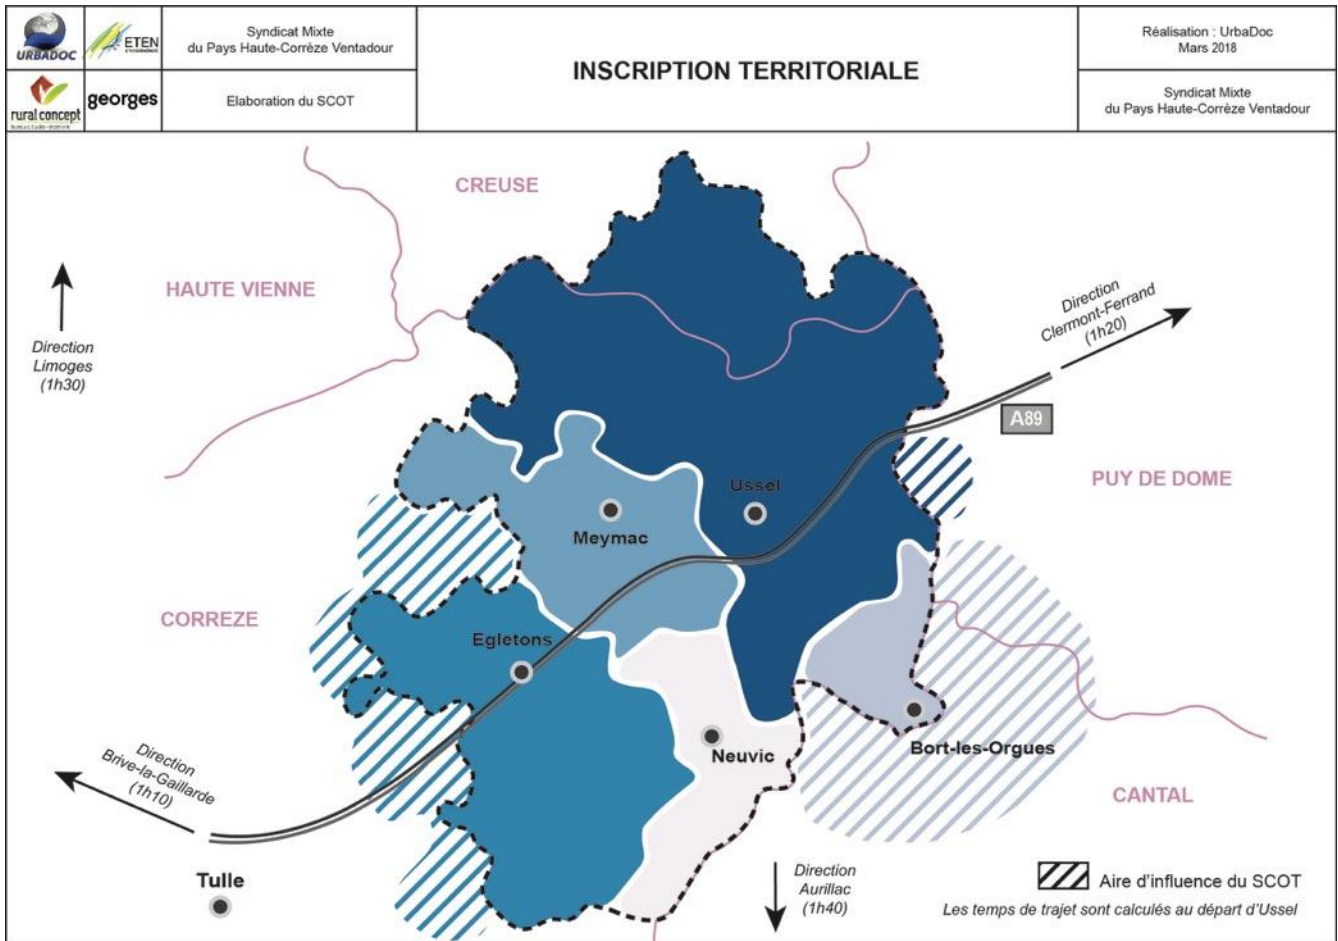 URBADOC
ETEN
Syndicat Mixte
du Pays Haute-Corrèze Ventadour
rural concept
georges
Elaboration du SCOT
INSCRIPTION TERRITORIALE
Réalisation : UrbaDoc
Mars 2018
Syndicat Mixte
du Pays Haute-Corrèze Ventadour
CREUSE
HAUTE VIENNE
Direction
Limoges
(1h30)
Direction
Clermont-Ferrand
(1h20)
A89
PUY DE DOME
Ussel
Meymac
CORREZE
Egletons
Neuvic
Bort-les-Orgues
Direction
Brive-la-Gaillarde
(1h10)
CANTAL
Tulle
Direction
Aurillac
(1h40)
Aire d'influence du SCOT
Les temps de trajet sont calculés au départ d'Ussel